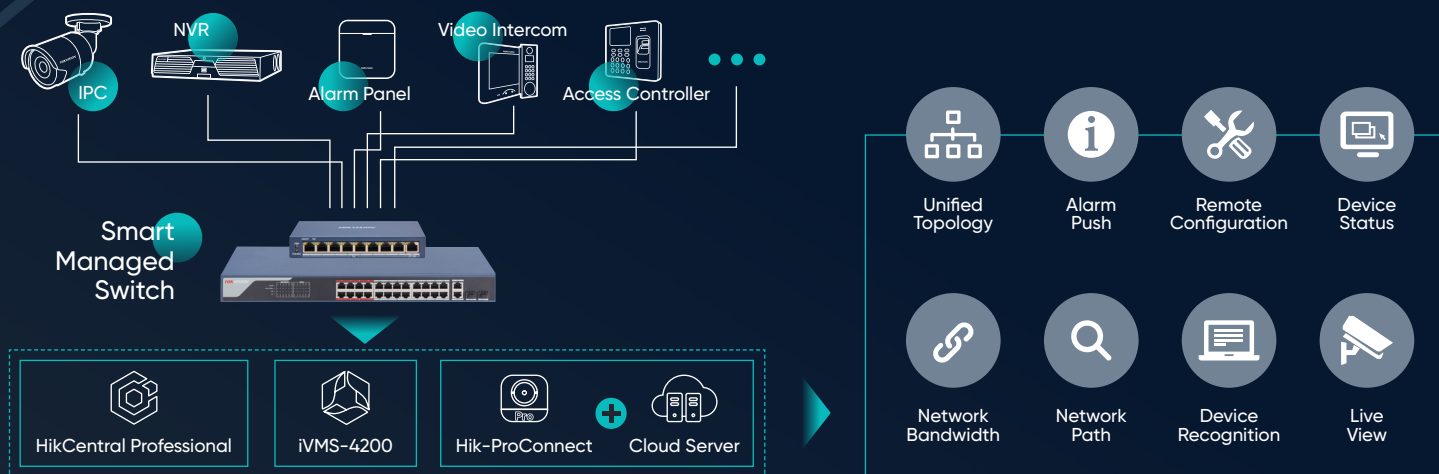 NVR
Video Intercom
IPC
Alarm Panel
Access Controller
Smart
Managed
Switch
Unified
Topology
Alarm
Push
Remote
Configuration
Device
Status
Network
Bandwidth
Network
Path
Device
Recognition
Live
View
Pro
HikCentral Professional
iVMS-4200
Hik-ProConnect
Cloud Server